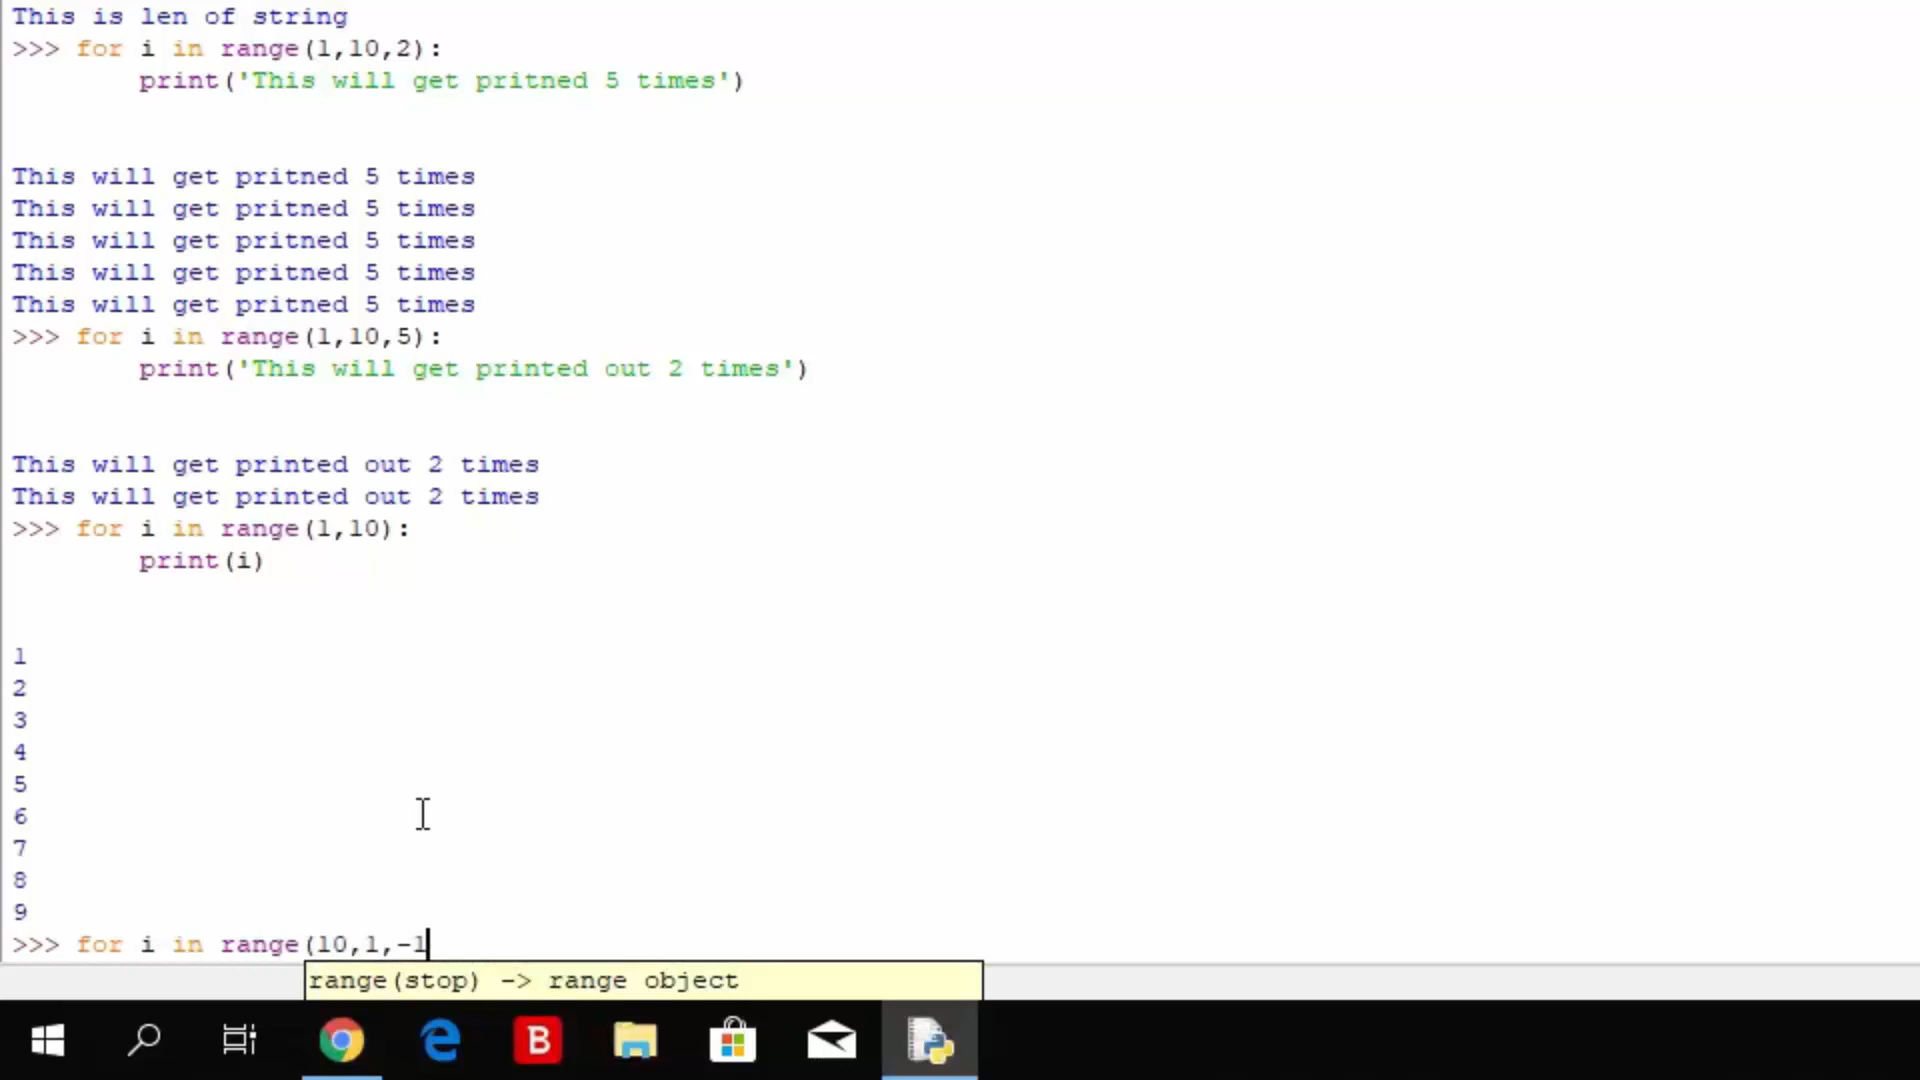 This is len of string
>>> for i in range(1,10,2):
        print('This will get pritned 5 times')
This will get pritned 5 times
This will get pritned 5 times
This will get pritned 5 times
This will get pritned 5 times
This will get pritned 5 times
>>> for i in range(1,10,5):
        print('This will get printed out 2 times')
This will get printed out 2 times
This will get printed out 2 times
>>> for i in range(1,10):
        print(i)
1
2
3
4
5
6
7
8
9
>>> for i in range(10,1,-1
range(stop) -> range object
B